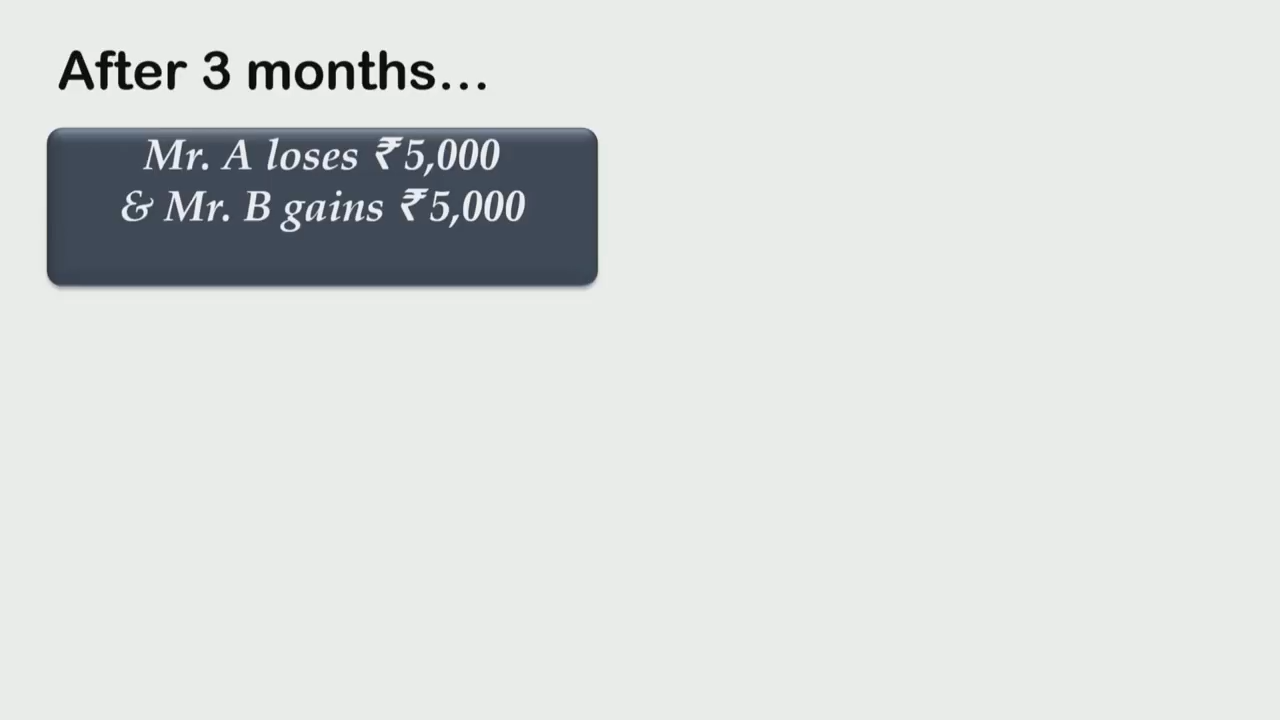 After 3 months...
Mr. A loses ₹5,000
& Mr. B gains ₹5,000